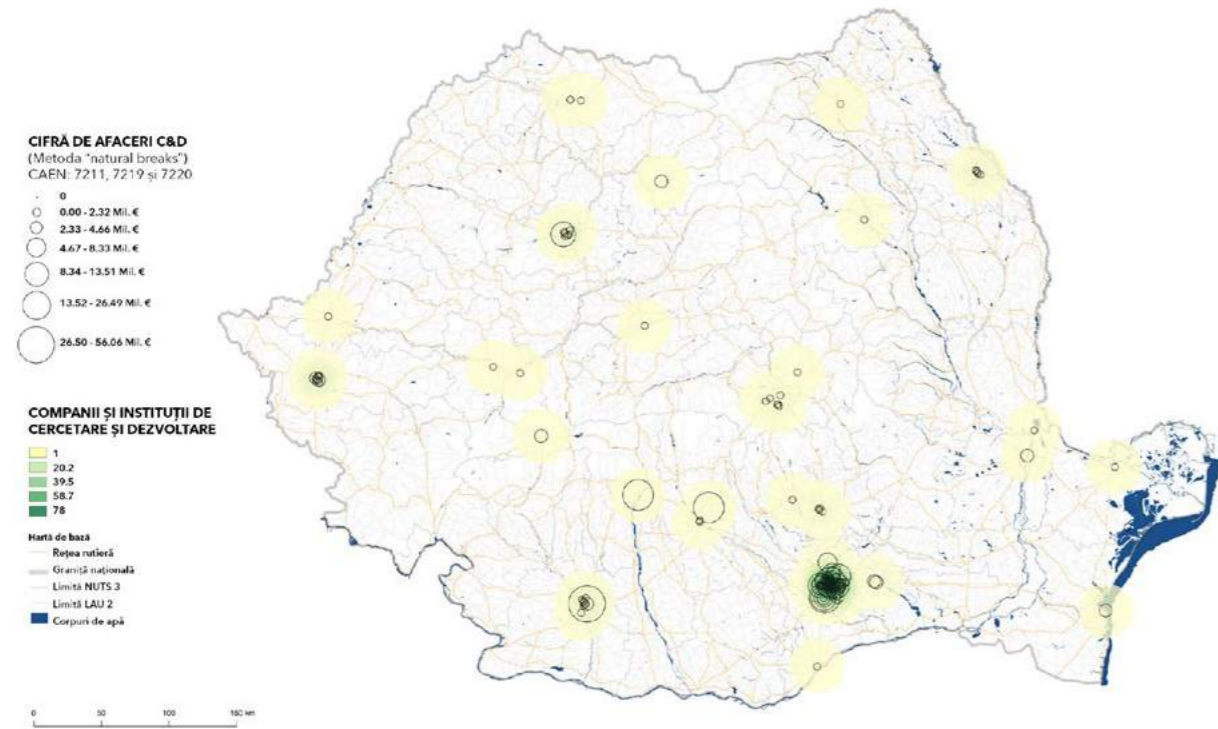 CIFRĂ DE AFACERI C&D
(Metoda "natural breaks")
CAEN: 7211, 7219 și 7220
0
0.00 - 2.32 Mil. €
2.33 - 4.66 Mil. €
4.67 - 8.33 Mil. €
8.34 - 13.51 Mil. €
13.52 - 26.49 Mil. €
26.50 - 56.06 Mil. €
COMPANII ȘI INSTITUȚII DE
CERCETARE ȘI DEZVOLTARE
1
20.2
39.5
58.7
78
Hartă de bază
Rețea rutieră
Graniță națională
Limită NUTS 3
Limită LAU 2
Corpuri de apă
0 50 100 150 km